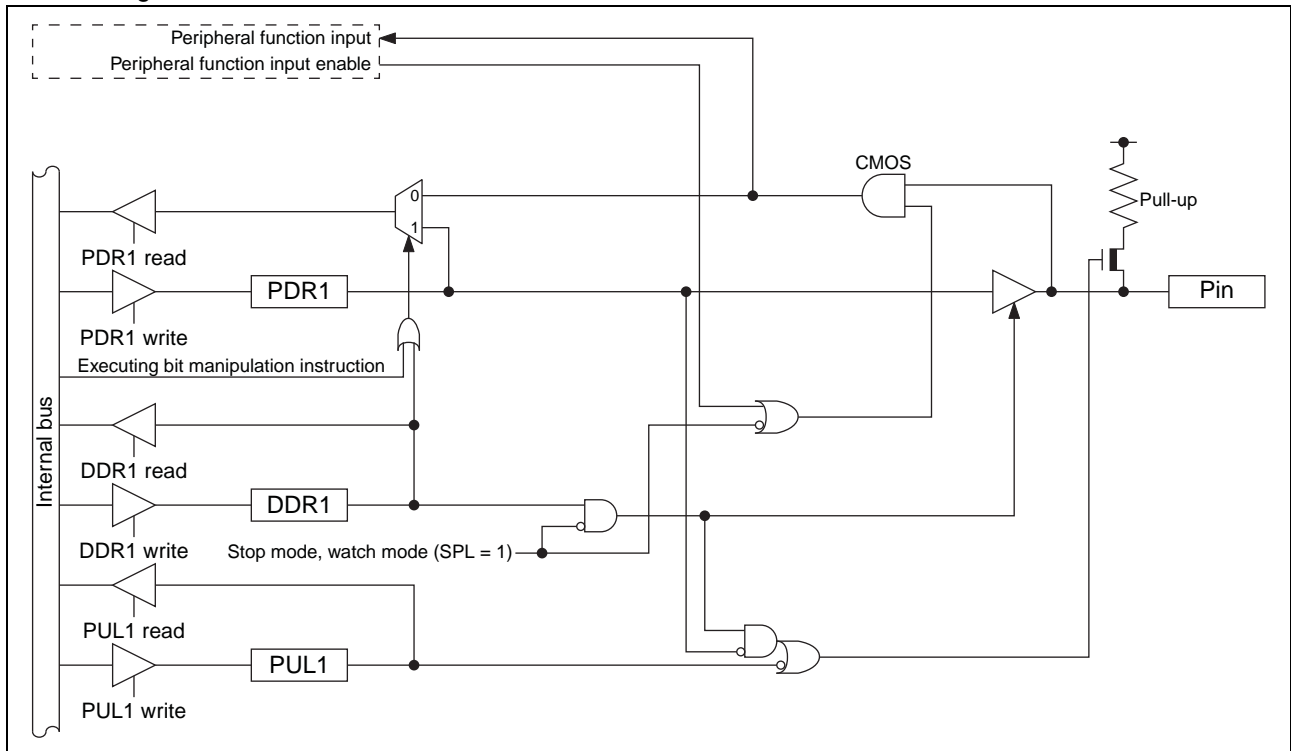 Peripheral function input
Peripheral function input enable
CMOS
0
Pull-up
1
PDR1 read
PDR1
Pin
PDR1 write
Executing bit manipulation instruction
Internal bus
DDR1 read
DDR1
Stop mode, watch mode (SPL = 1)
DDR1 write
PUL1 read
PUL1
PUL1 write